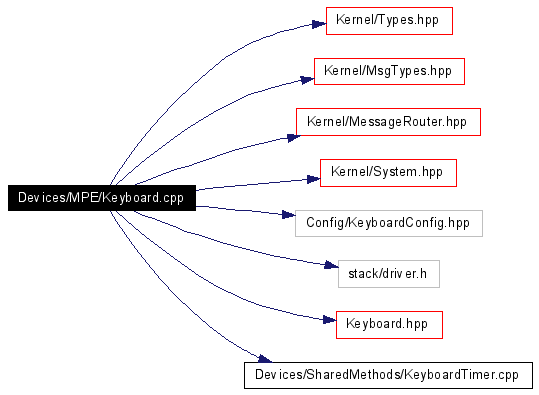 Kernel/Types.hpp
Kernel/MsgTypes.hpp
Kernel/MessageRouter.hpp
Kernel/System.hpp
Devices/MPE/Keyboard.cpp
Config/KeyboardConfig.hpp
stack/driver.h
Keyboard.hpp
Devices/SharedMethods/KeyboardTimer.cpp